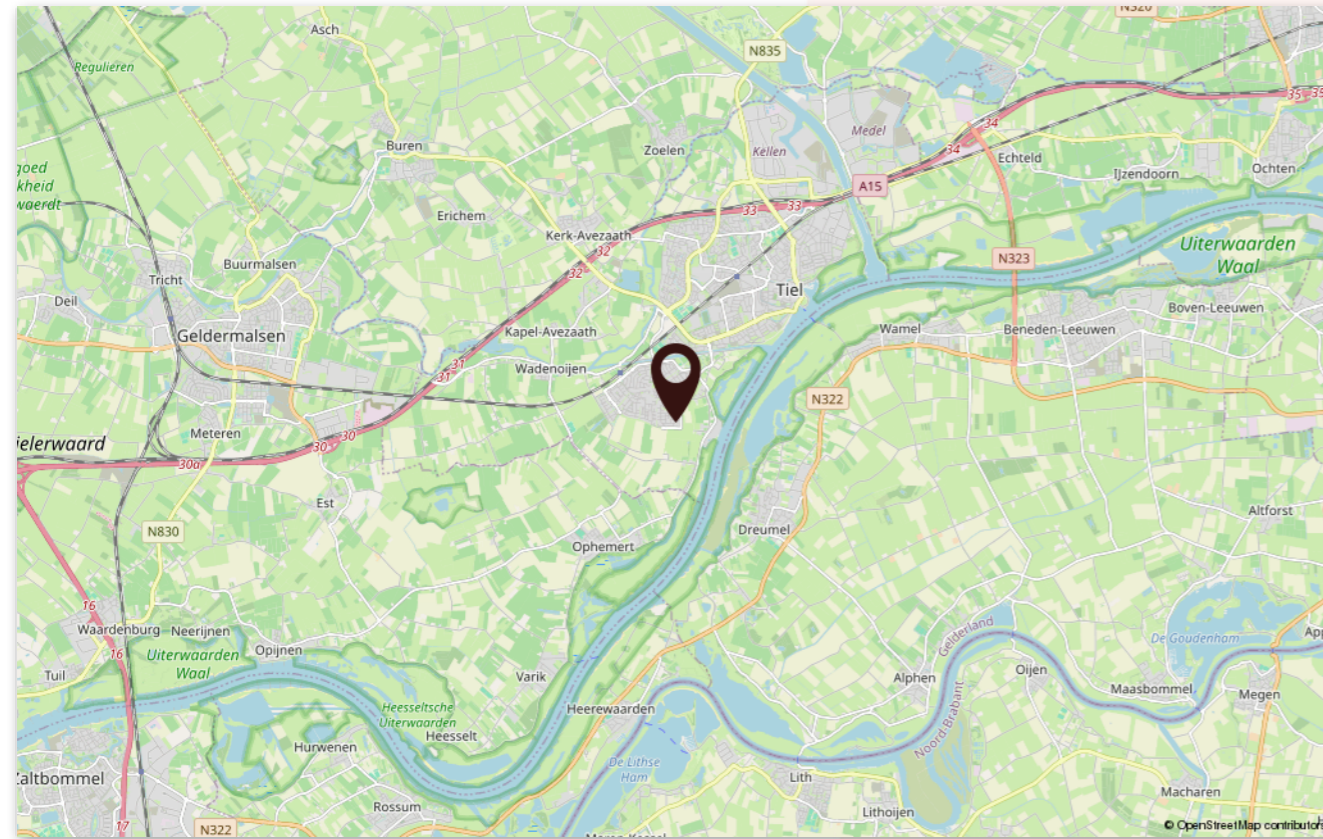 N320
Asch
N835
Regulieren
35
35
34
Medel
Buren
Zoelen
Kellen
34
Echteld
goed
kheid
waerdt
IJzendoorn
Ochten
A15
Erichem
33
33
Kerk-Avezaath
32
Uiterwaarden
Waal
N323
Buurmalsen
32
Tricht
Tiel
Deil
Boven-Leeuwen
Geldermalsen
Kapel-Avezaath
Wamel
Beneden-Leeuwen
31
31
Wadenoijen
N322
Meteren
30
30
ielerwaard
30a
Est
Altforst
N830
Dreumel
Ophemert
16
Waardenburg
Neerijnen
Gelderland
De Goudenham
Opijnen
16
Uiterwaarden
Waal
Tuil
Varik
Alphen
Oijen
Maasbommel
Megen
Heesseltsche
Uiterwaarden
Heerewaarden
Noord-Brabant
Heesselt
Hurwenen
De Lithse
Ham
Zaltbommel
Lith
Macharen
Rossum
Lithoijen
17
N322
© OpenStreetMap contributors